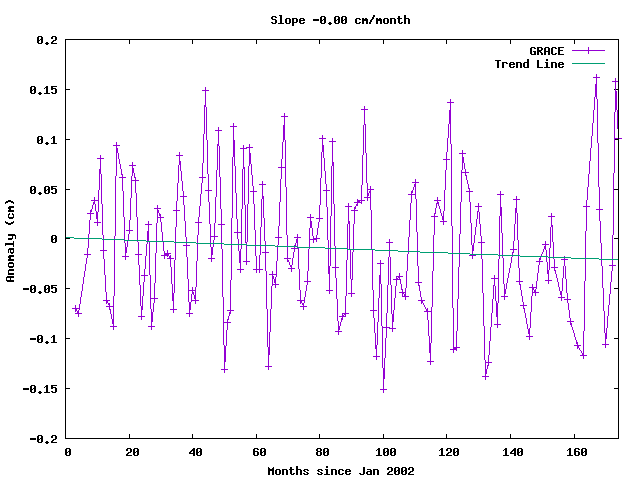 Slope -0.00 cm/month
GRACE
Trend Line
0.2
0.15
0.1
0.05
0
-0.05
-0.1
-0.15
-0.2
Anomaly (cm)
0 20 40 60 80 100 120 140 160
Months since Jan 2002